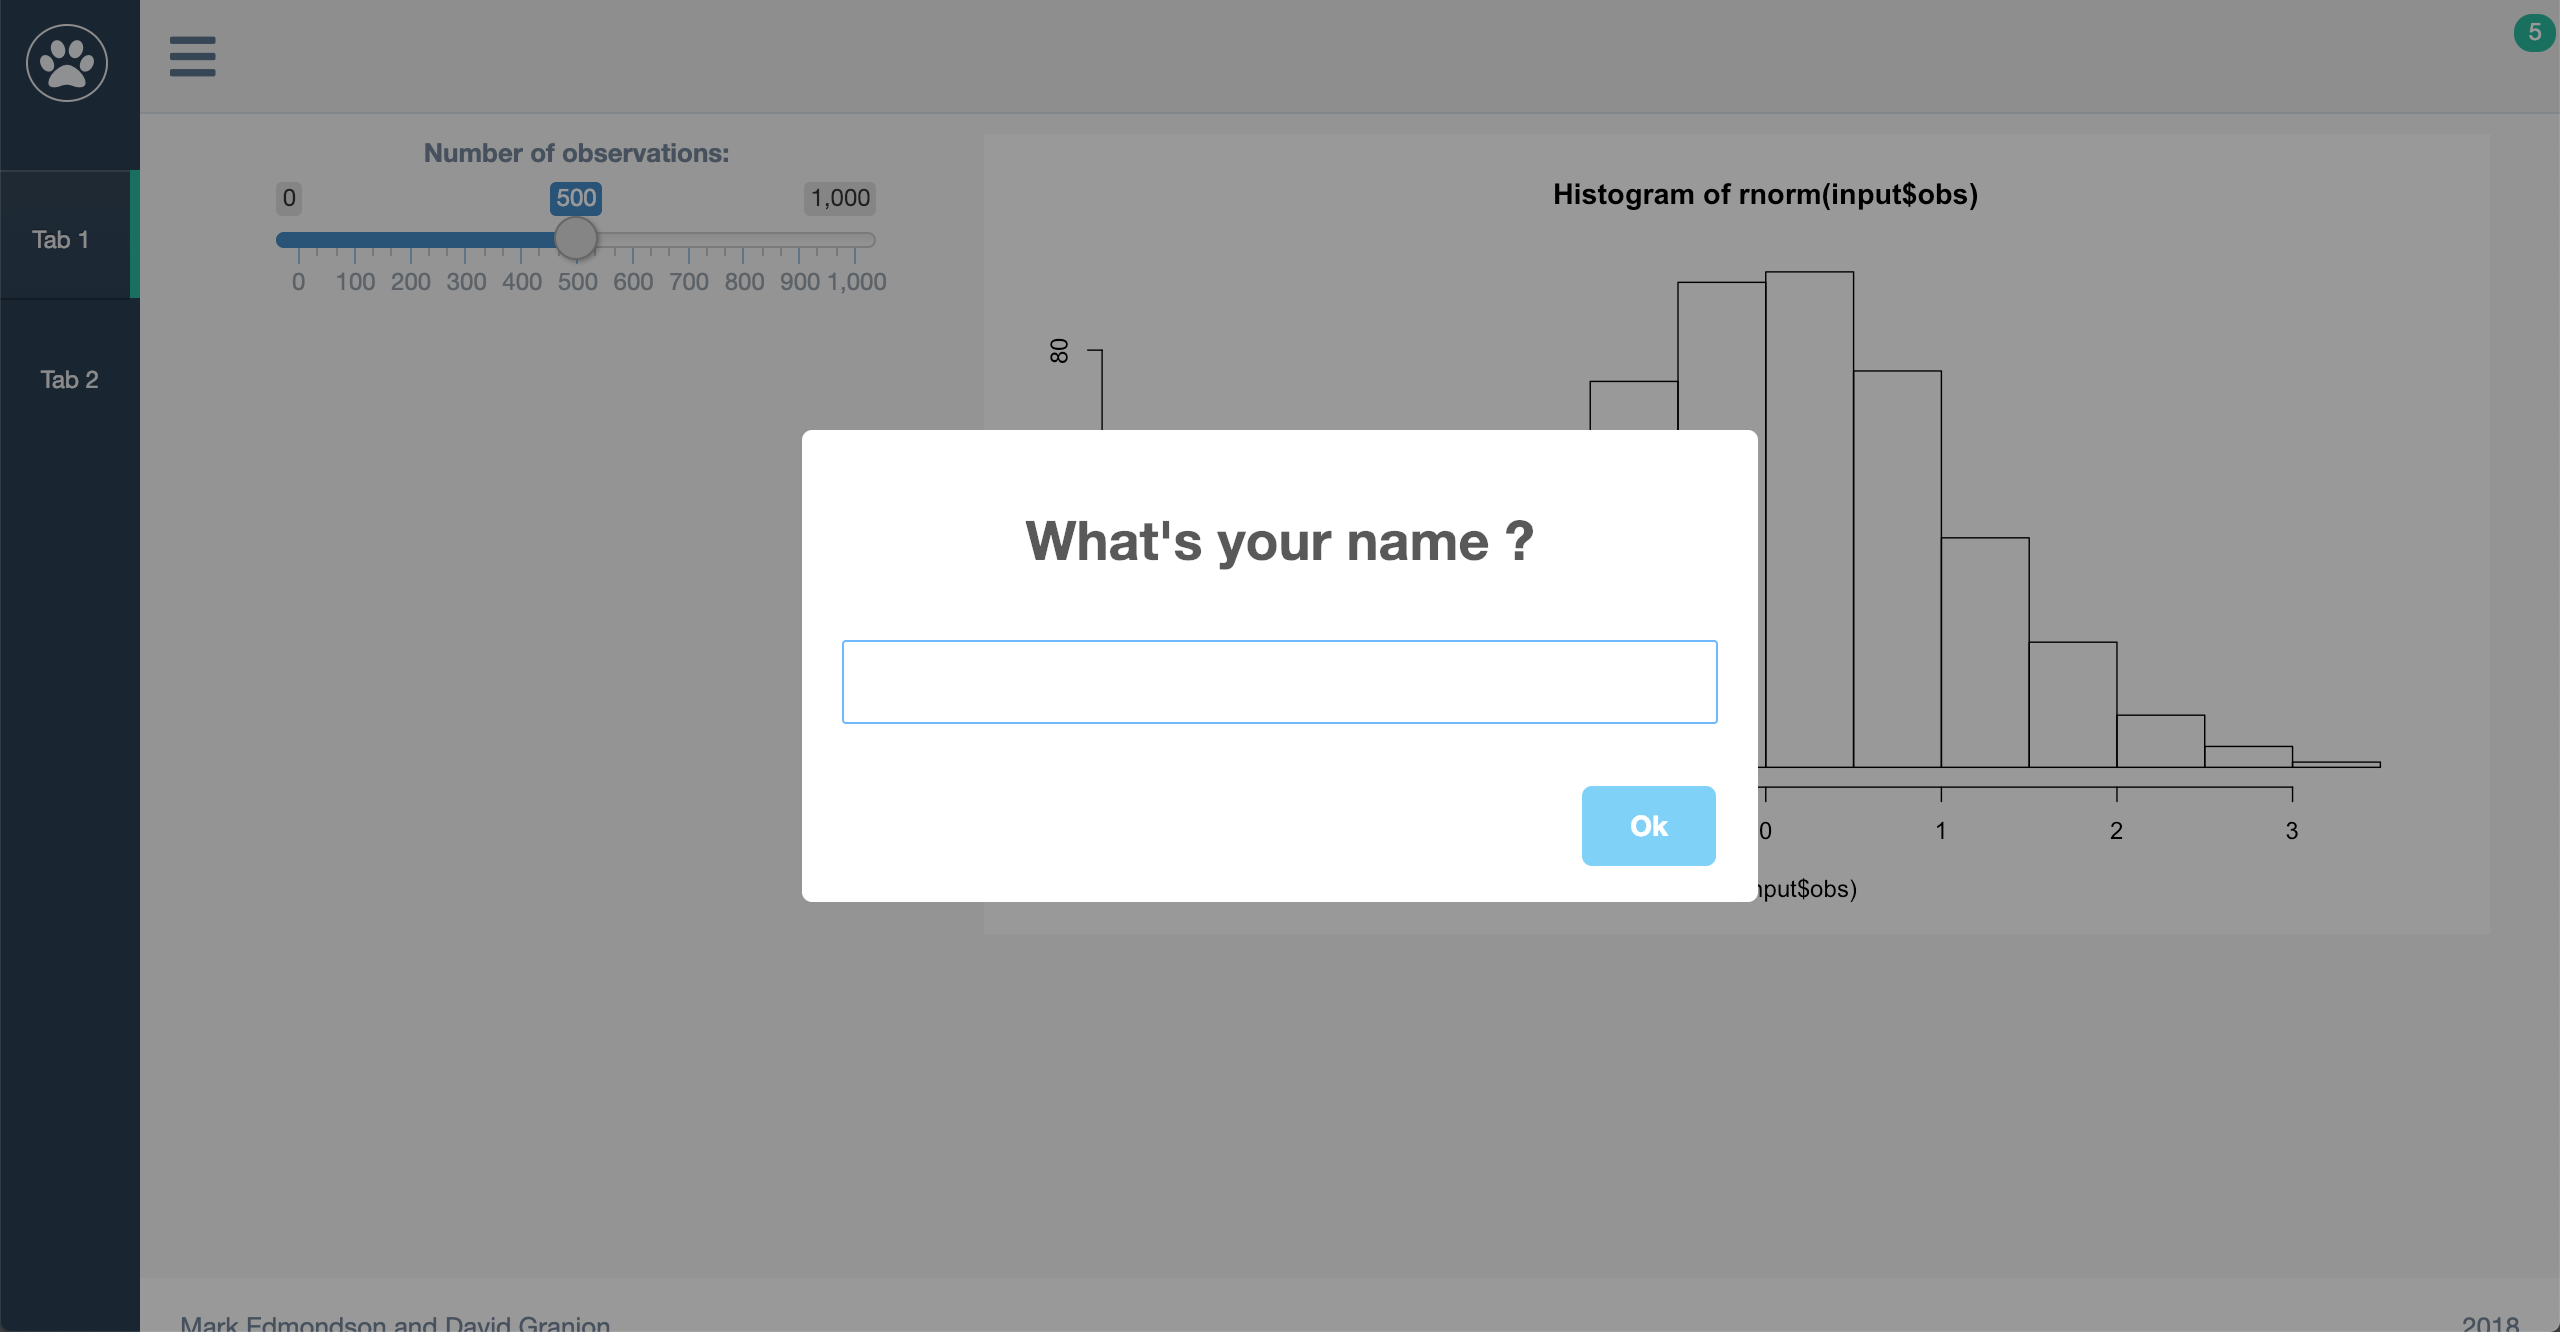 5
Number of observations:
0 500 1,000
0 100 200 300 400 500 600 700 800 900 1,000
Tab 1
Tab 2
Histogram of rnorm(input$obs)
80
What's your name ?
Ok
0 1 2 3
input$obs)
Mark Edmondson and David Granjon
2018